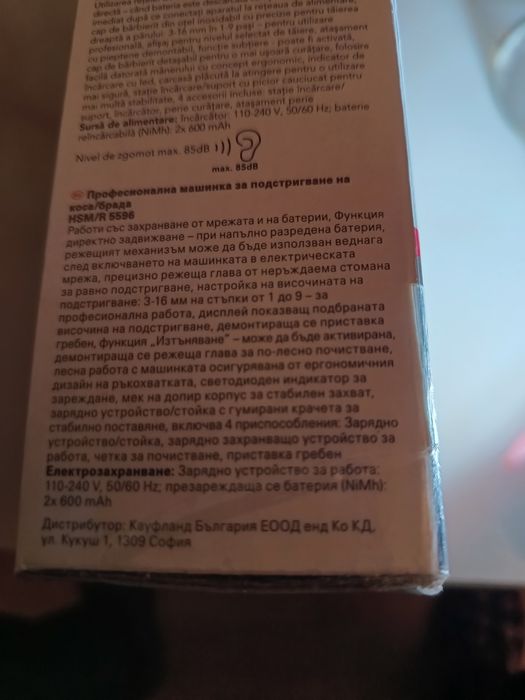 Utilizarea
directă – când bateria este descărcată
imediat după ce conectați aparatul la rețeaua de alimentare,
cap de bărbierit din oțel inoxidabil cu precizie pentru tăierea
dreaptă a părului: 3-16 mm în 1-9 pași – pentru utilizare
profesională, afișaj pentru nivelul selectat de tăiere, atașament
cu pieptene demontabil, funcție subțiere - poate fi activată,
cap de bărbierit detașabil pentru o mai ușoară curățare, folosire
facilă datorată mânerului cu concept ergonomic, indicator de
încărcare cu led, carcasă plăcută la atingere pentru o utilizare
mai sigură, stație încărcare/suport cu picior cauciucat pentru
mai multă stabilitate, 4 accesorii incluse: stație încărcare/
suport, încărcător, perie curățare, atașament perie
Sursă de alimentare: Încărcător: 110-240 V, 50/60 Hz; baterie
reîncărcabilă (NiMh): 2x 600 mAh
Nivel de zgomot max. 85dB
max. 85dB
Професионална машинка за подстригване на
коса/брада
HSM/R 5596
Работи със захранване от мрежата и на батерии, Функция
директно задвижване – при напълно разредена батерия,
режещият механизъм може да бъде използван веднага
след включването на машинката в електрическата
мрежа, прецизно режеща глава от неръждаема стомана
за равно подстригване, настройка на височината на
подстригване: 3-16 мм на стъпки от 1 до 9 – за
професионална работа, дисплей показващ подбраната
височина на подстригване, демонтираща се приставка
гребен, функция „Изтъняване“ – може да бъде активирана,
демонтираща се режеща глава за по-лесно почистване,
лесна работа с машинката осигурявана от ергономичния
дизайн на ръкохватката, светодиоден индикатор за
зареждане, мек на допир корпус за стабилен захват,
зарядно устройство/стойка с гумирани крачета за
стабилно поставяне, включва 4 приспособления: Зарядно
устройство/стойка, зарядно захранващо устройство за
работа, четка за почистване, приставка гребен
Електрозахранване: Зарядно устройство за работа:
110-240 V, 50/60 Hz; презареждаща се батерия (NiMh):
2x 600 mAh
Дистрибутор: Кауфланд България ЕООД енд Ко КД,
ул. Кукуш 1, 1309 София